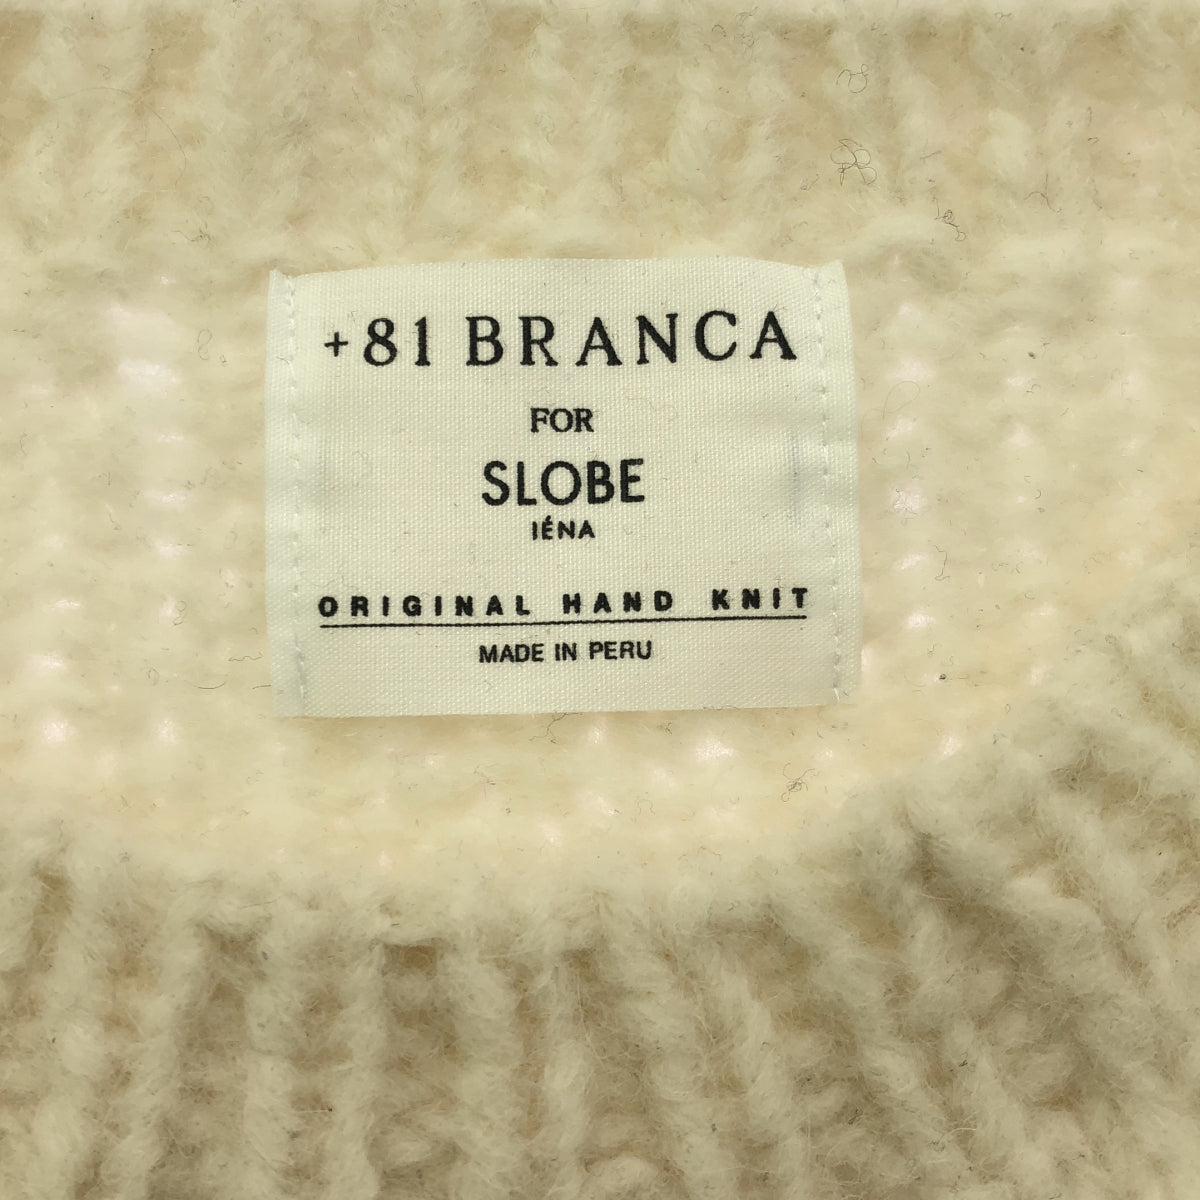 +81 BRANCA
FOR
SLOBE
IÉNA
ORIGINAL HAND KNIT
MADE IN PERU